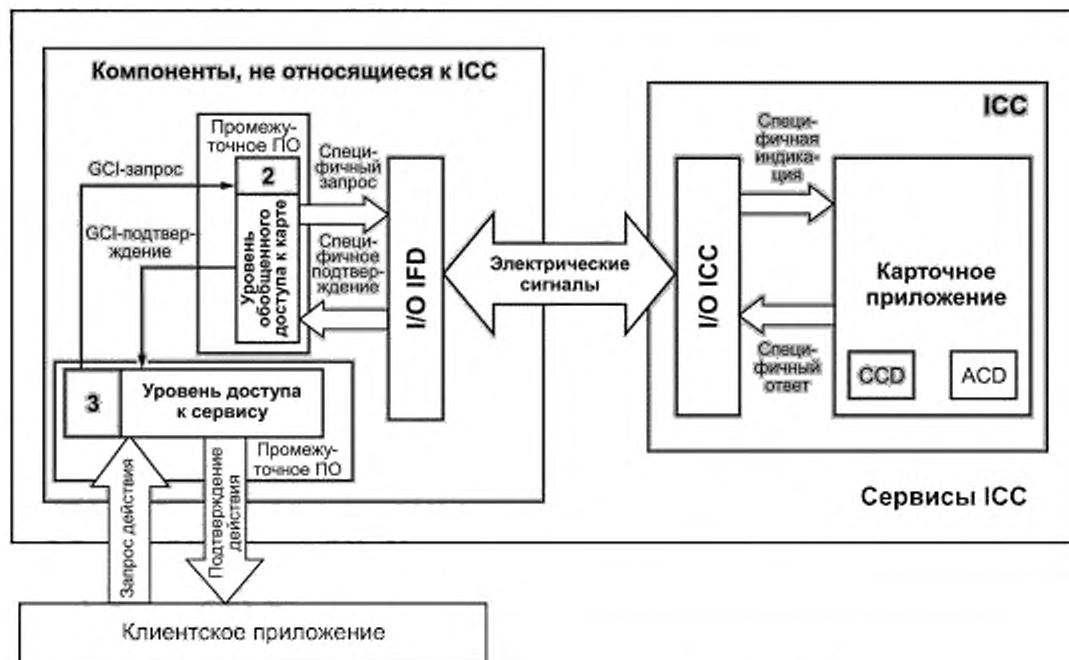 Компоненты, не относящиеся к ICC
Промежу-
точное ПО
GCI-запрос
2
Специ-
фичный
запрос
GCI-подтвер-
ждение
Уровень
обобщенного
доступа к карте
Специ-
фичное
подтвер-
ждение
I/O IFD
3
Уровень доступа
к сервису
Промежу-
точное ПО
Электрические
сигналы
ICC
Специ-
фичная
индика-
ция
I/O ICC
Карточное
приложение
Специ-
фичный
ответ
CCD
ACD
Сервисы ICC
Запрос действия
Подтверждение
действия
Клиентское приложение